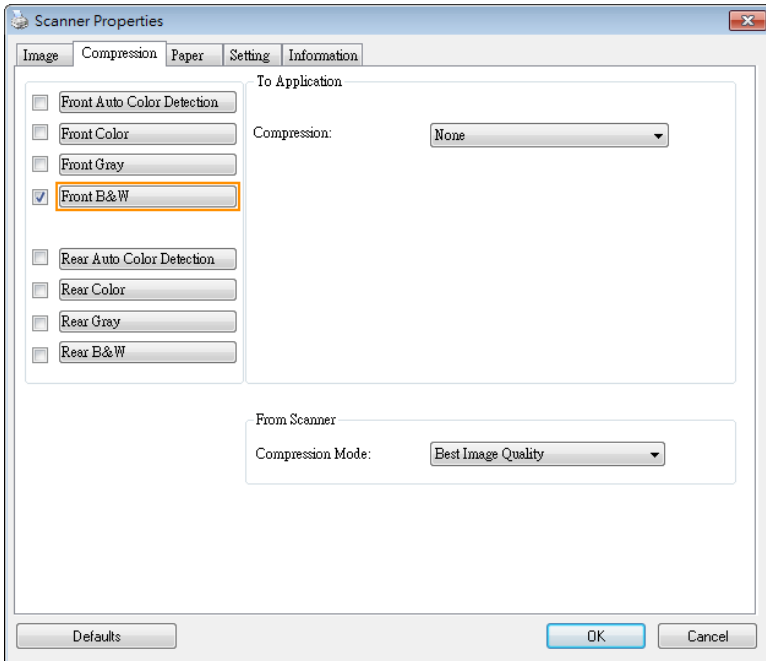 Scanner Properties
Image Compression Paper Setting Information
Front Auto Color Detection
Front Color
Front Gray
Front B&W
Rear Auto Color Detection
Rear Color
Rear Gray
Rear B&W
To Application
Compression: None
From Scanner
Compression Mode: Best Image Quality
Defaults OK Cancel